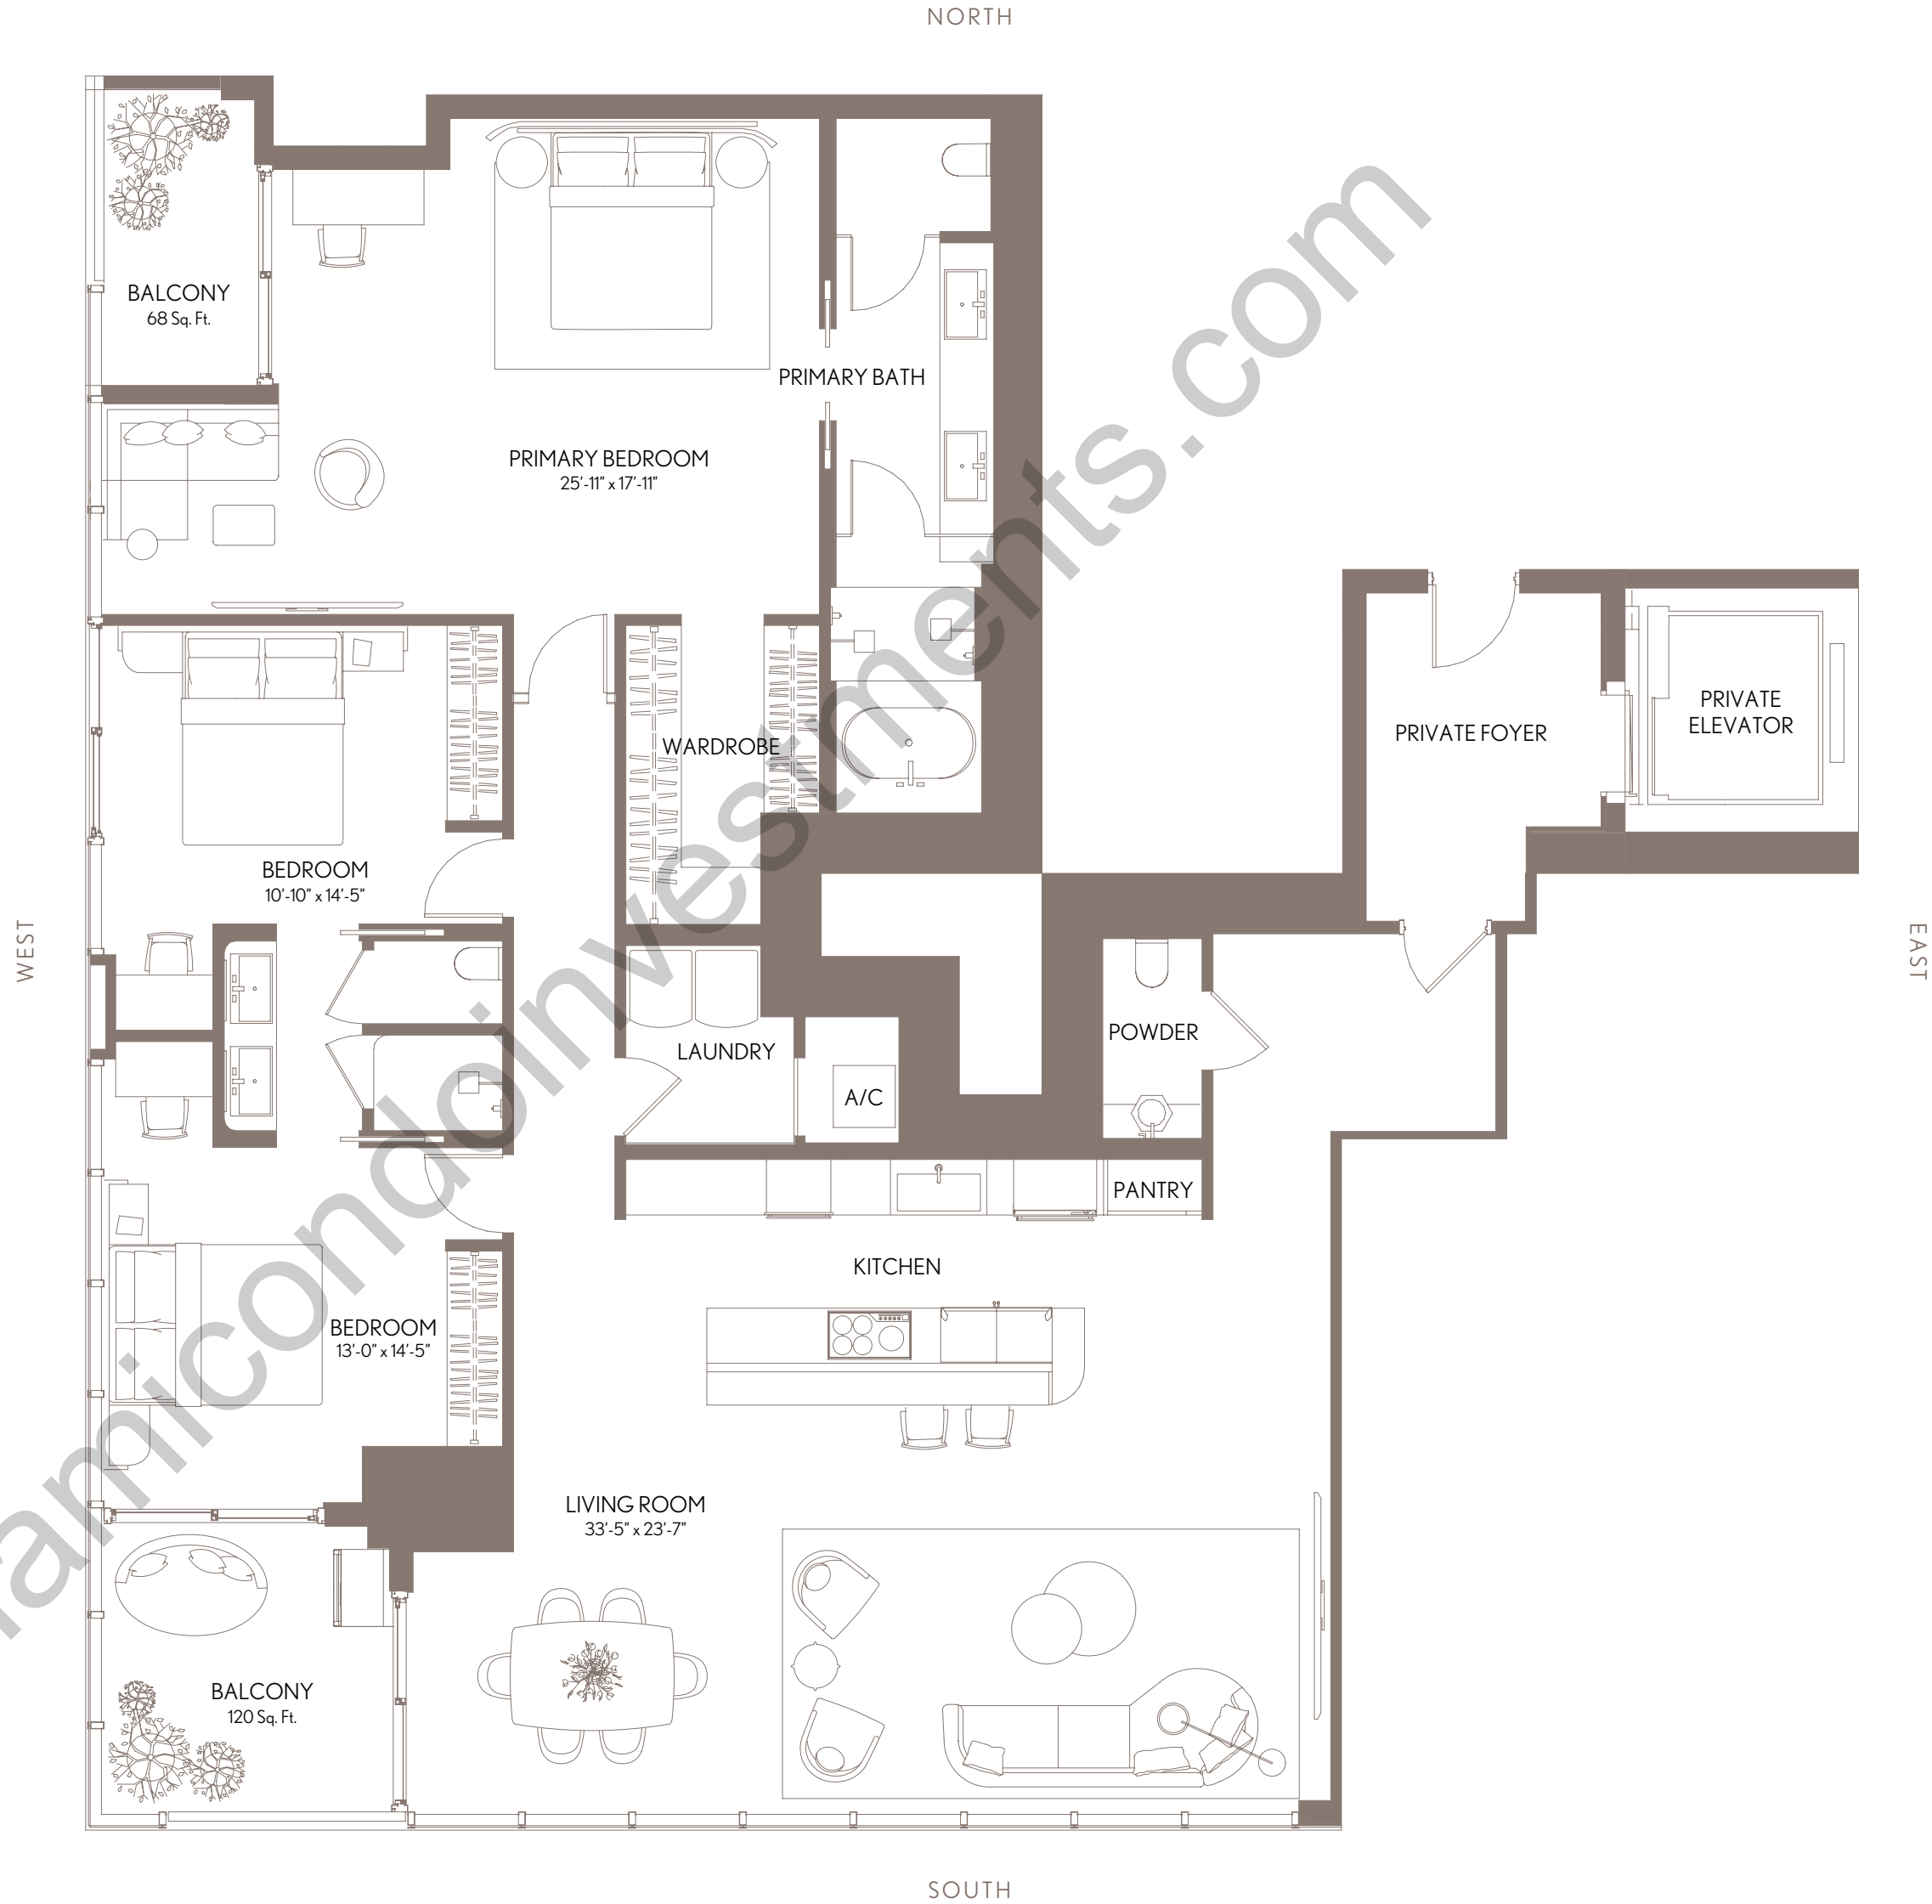 NORTH
BALCONY
68 Sq. Ft.
PRIMARY BATH
PRIMARY BEDROOM
25'-11" x 17'-11"
PRIVATE
ELEVATOR
PRIVATE FOYER
WARDROBE
BEDROOM
10'-10" x 14'-5"
WEST
EAST
POWDER
LAUNDRY
A/C
PANTRY
KITCHEN
BEDROOM
13'-0" x 14'-5"
LIVING ROOM
33'-5" x 23'-7"
BALCONY
120 Sq. Ft.
SOUTH
amicondoinvestments.com